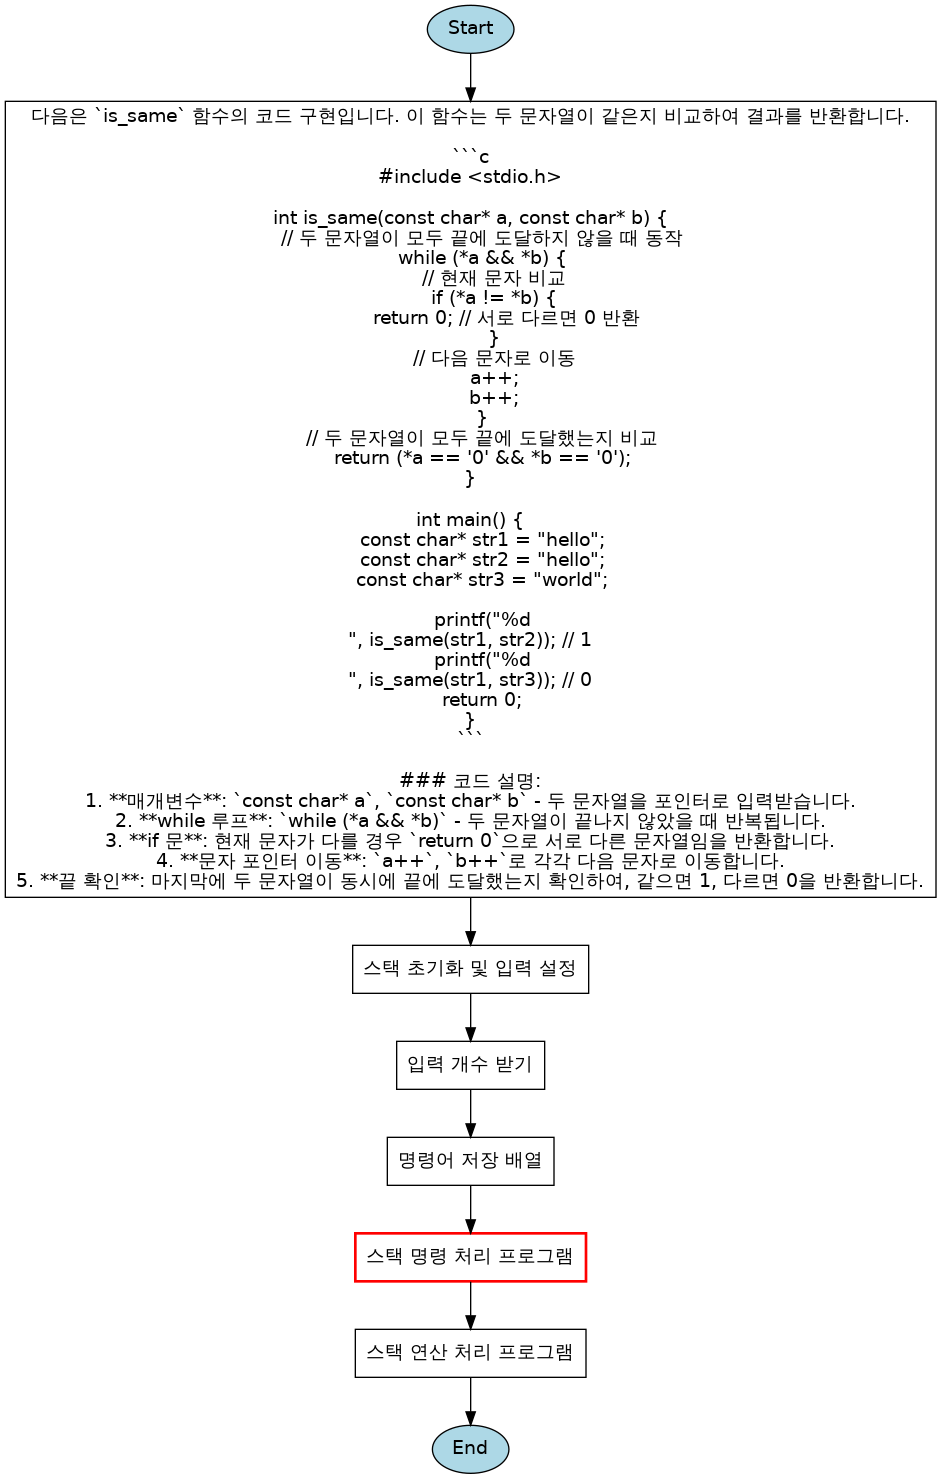 Start
다음은 `is_same` 함수의 코드 구현입니다. 이 함수는 두 문자열이 같은지 비교하여 결과를 반환합니다.
```c
#include <stdio.h>
int is_same(const char* a, const char* b) {
// 두 문자열이 모두 끝에 도달하지 않을 때 동작
while (*a && *b) {
// 현재 문자 비교
if (*a != *b) {
return 0; // 서로 다르면 0 반환
}
// 다음 문자로 이동
a++;
b++;
}
// 두 문자열이 모두 끝에 도달했는지 비교
return (*a == '0' && *b == '0');
}
int main() {
const char* str1 = "hello";
const char* str2 = "hello";
const char* str3 = "world";
printf("%d
", is_same(str1, str2)); // 1
printf("%d
", is_same(str1, str3)); // 0
return 0;
}
```
### 코드 설명:
1. **매개변수**: `const char* a`, `const char* b` - 두 문자열을 포인터로 입력받습니다.
2. **while 루프**: `while (*a && *b)` - 두 문자열이 끝나지 않았을 때 반복됩니다.
3. **if 문**: 현재 문자가 다를 경우 `return 0`으로 서로 다른 문자열임을 반환합니다.
4. **문자 포인터 이동**: `a++`, `b++`로 각각 다음 문자로 이동합니다.
5. **끝 확인**: 마지막에 두 문자열이 동시에 끝에 도달했는지 확인하여, 같으면 1, 다르면 0을 반환합니다.
스택 초기화 및 입력 설정
입력 개수 받기
명령어 저장 배열
스택 명령 처리 프로그램
스택 연산 처리 프로그램
End